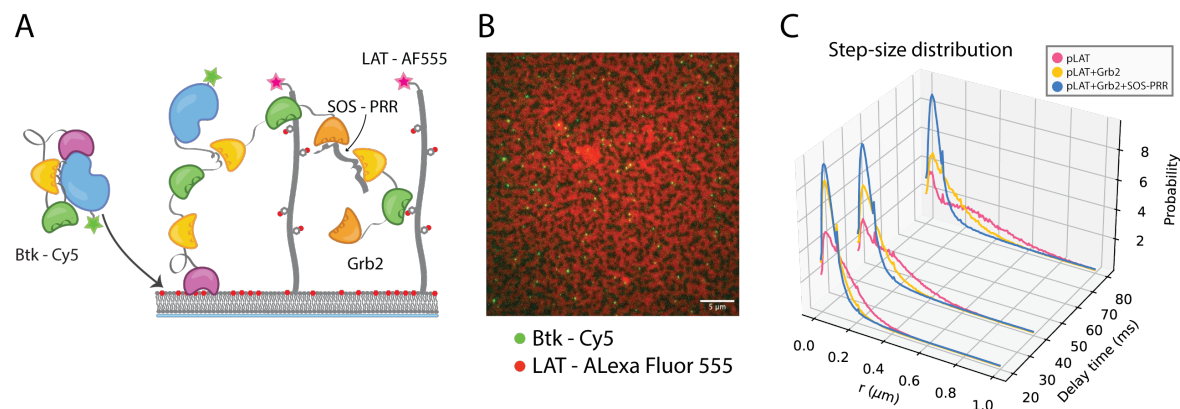 A
LAT - AF555
SOS - PRR
Btk - Cy5
Grb2
B
5 µm
Btk - Cy5
LAT - ALexa Fluor 555
C
Step-size distribution
pLAT
pLAT+Grb2
pLAT+Grb2+SOS-PRR
8
6
4
2
Probability
0.0
0.2
0.4
0.6
0.8
1.0
r (µm)
20
30
40
50
60
70
80
Delay time (ms)